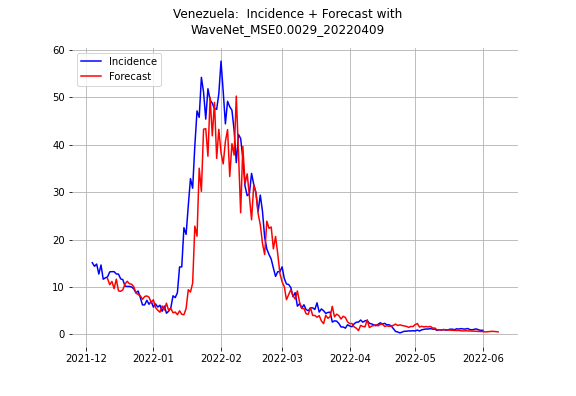 Venezuela:  Incidence + Forecast with
WaveNet_MSE0.0029_20220409
60
Incidence
Forecast
50
40
30
20
10
0
2021-12 2022-01 2022-02 2022-03 2022-04 2022-05 2022-06